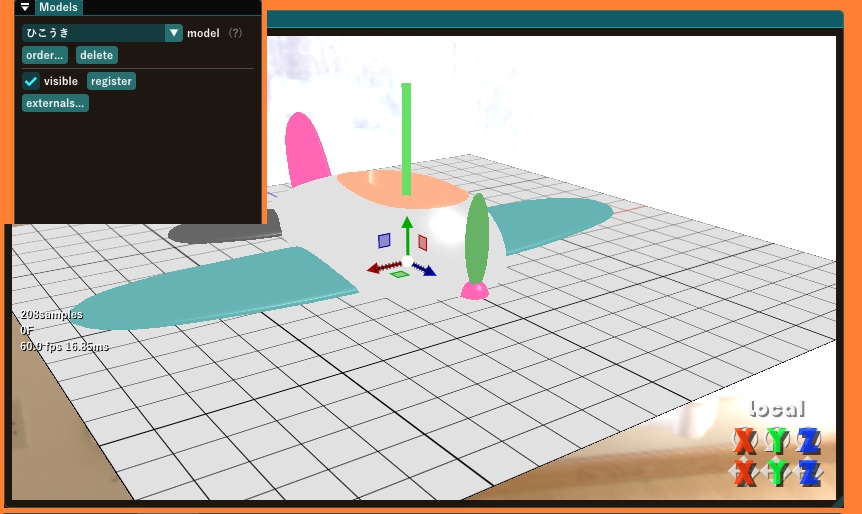 Models
ひこうき model (?)
order... delete
visible register
externals...
208samples
0F
60.0 fps 16.85ms
local
X Y Z
X Y Z